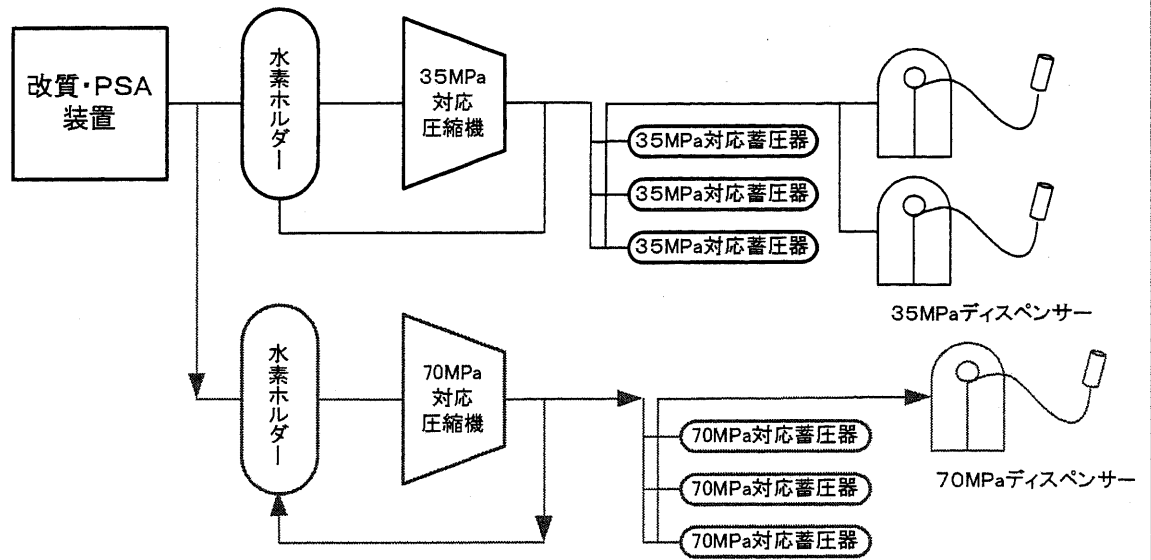 改質・PSA
装置
水素ホルダー
35MPa
対応
圧縮機
35MPa対応蓄圧器
35MPa対応蓄圧器
35MPa対応蓄圧器
35MPaディスペンサー
水素ホルダー
70MPa
対応
圧縮機
70MPa対応蓄圧器
70MPa対応蓄圧器
70MPa対応蓄圧器
70MPaディスペンサー